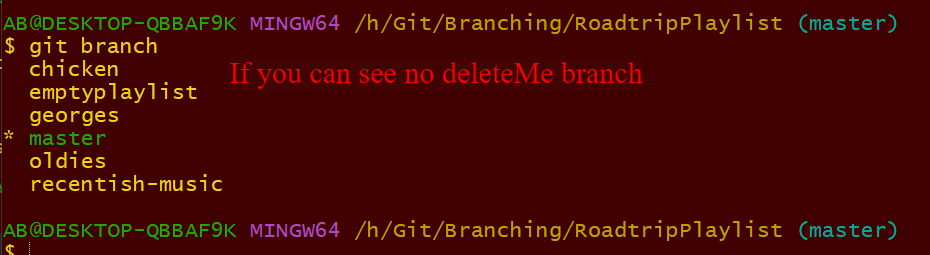 AB@DESKTOP-QBBAF9K MINGW64 /h/Git/Branching/RoadtripPlaylist (master)
$ git branch
chicken
If you can see no deleteMe branch
emptyplaylist
georges
* master
oldies
recentish-music
AB@DESKTOP-QBBAF9K MINGW64 /h/Git/Branching/RoadtripPlaylist (master)
$